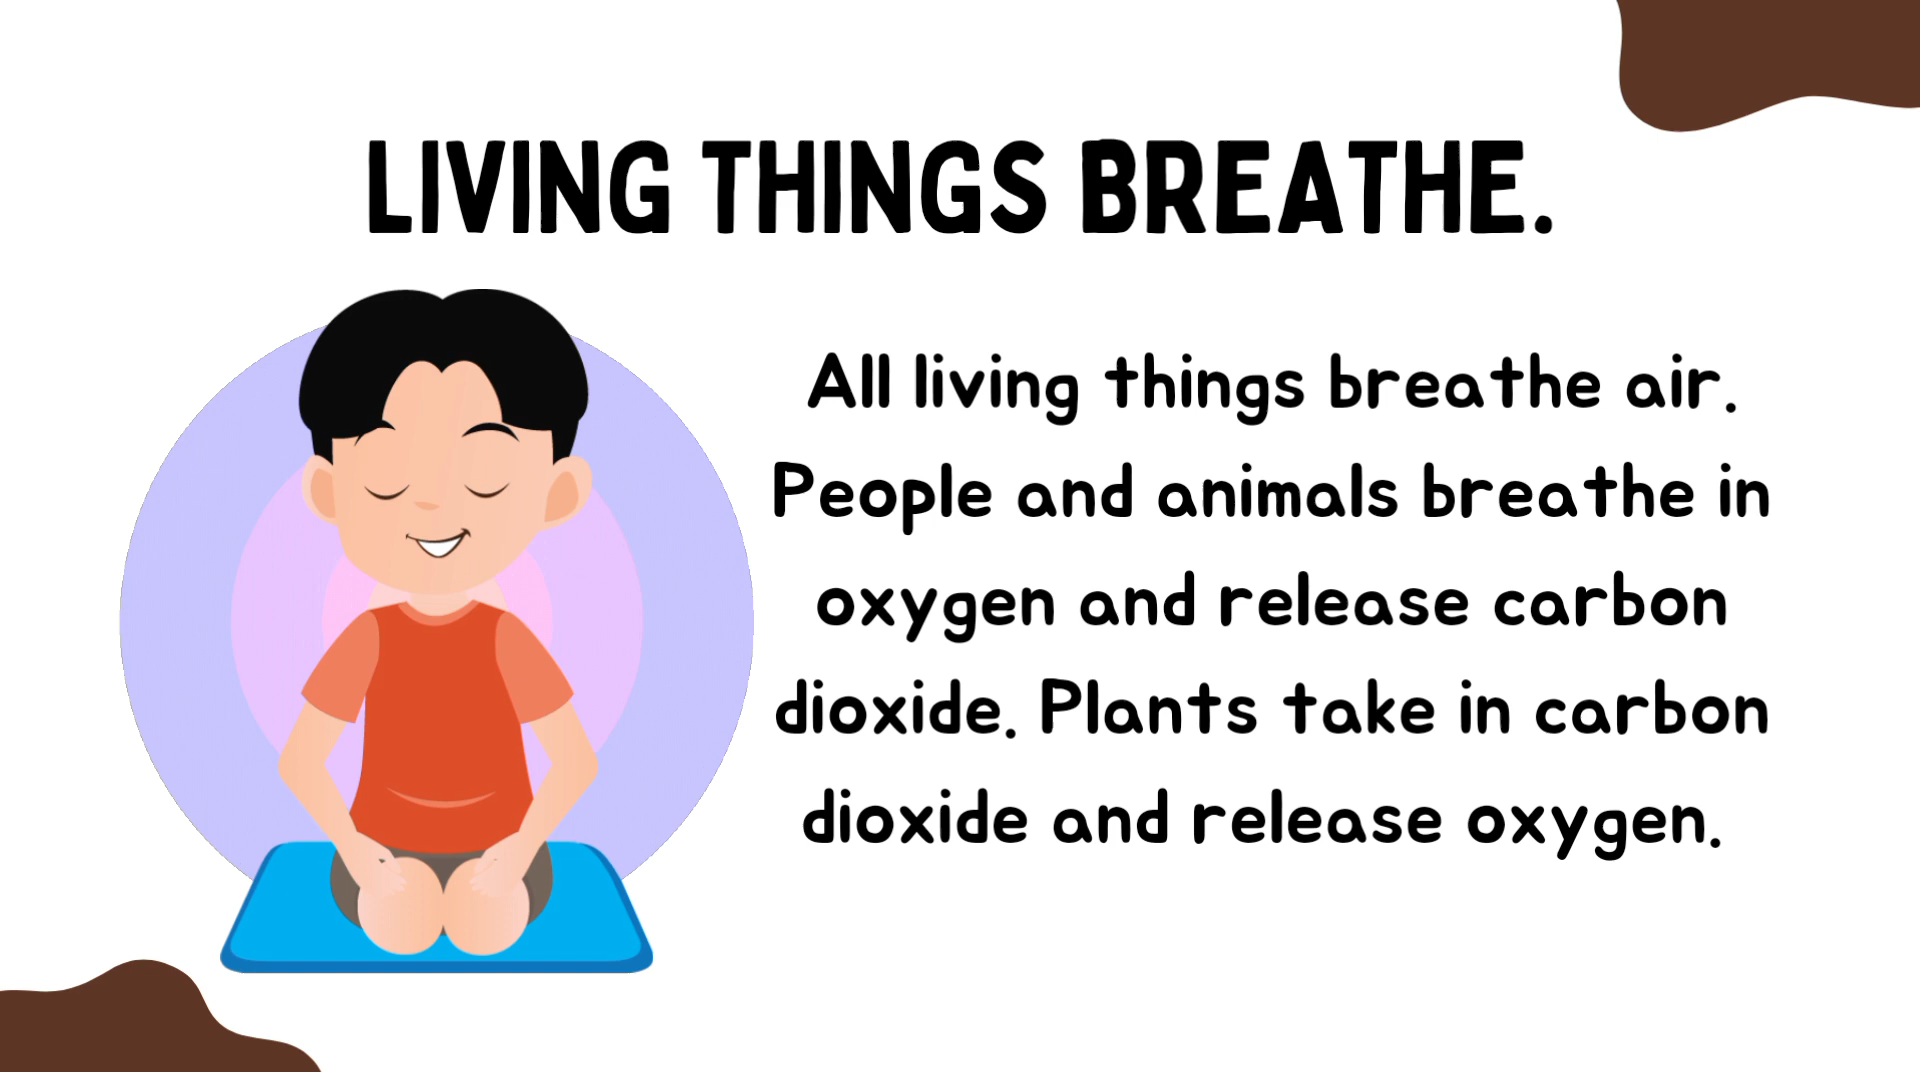 LIVING THINGS BREATHE.
All living things breathe air.
People and animals breathe in
oxygen and release carbon
dioxide. Plants take in carbon
dioxide and release oxygen.